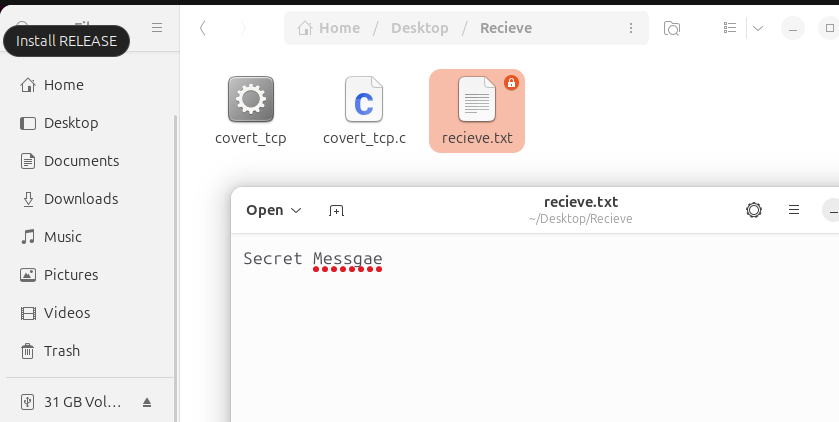 Install RELEASE
Home / Desktop / Recieve
Home
Desktop
Documents
Downloads
Music
Pictures
Videos
Trash
31 GB Vol…
covert_tcp
covert_tcp.c
recieve.txt
Open
recieve.txt
~/Desktop/Recieve
Secret Messgae